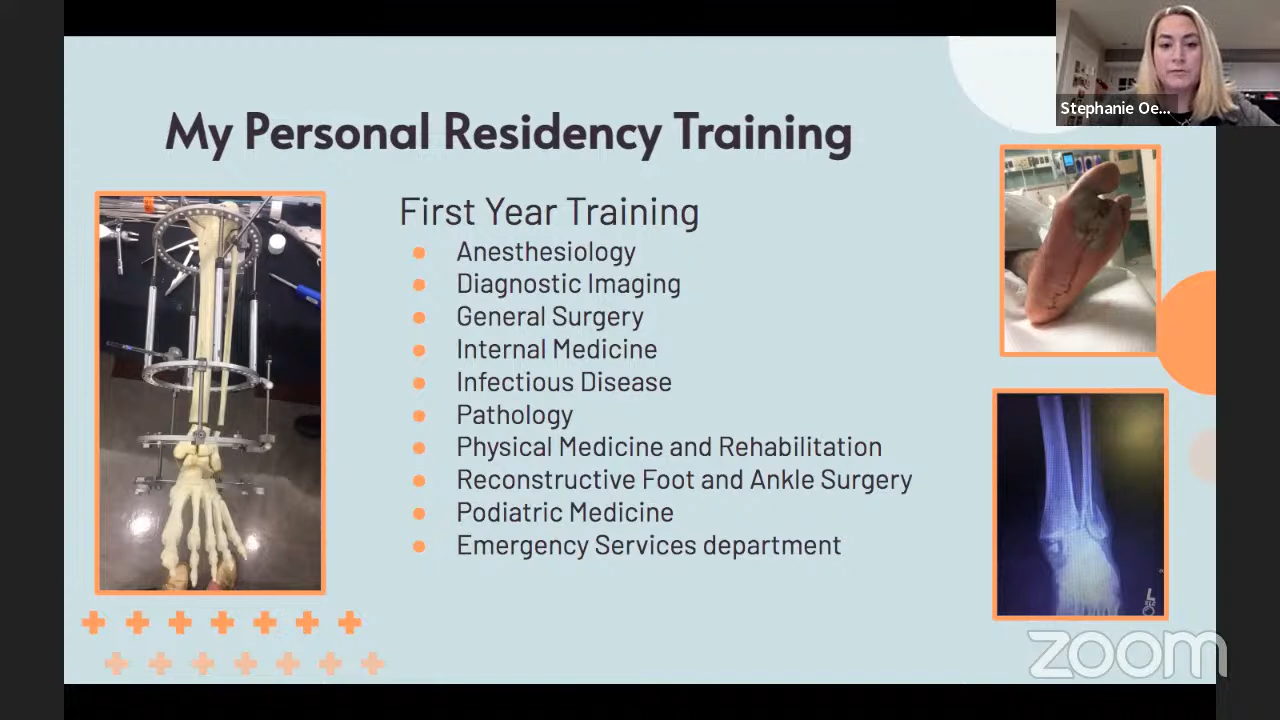 My Personal Residency Training
Stephanie Oe...
First Year Training
Anesthesiology
Diagnostic Imaging
General Surgery
Internal Medicine
Infectious Disease
Pathology
Physical Medicine and Rehabilitation
Reconstructive Foot and Ankle Surgery
Podiatric Medicine
Emergency Services department
zoom